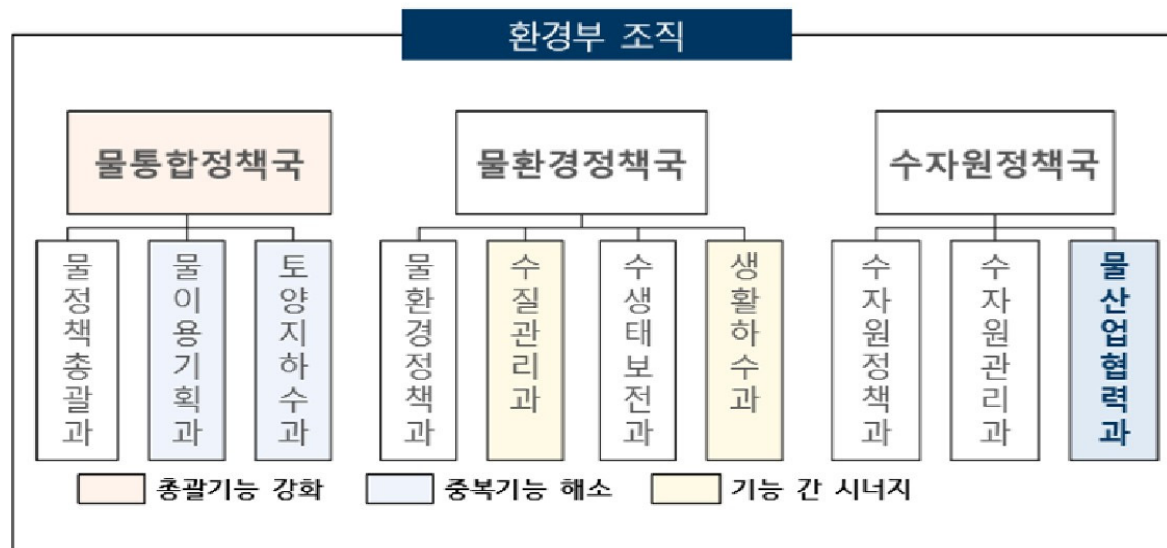 환경부 조직
물통합정책국
물환경정책국
수자원정책국
물정책총괄과
물이용기획과
토양지하수과
물환경정책과
수질관리과
수생태보전과
생활하수과
수자원정책과
수자원관리과
물산업협력과
총괄기능 강화
중복기능 해소
기능 간 시너지